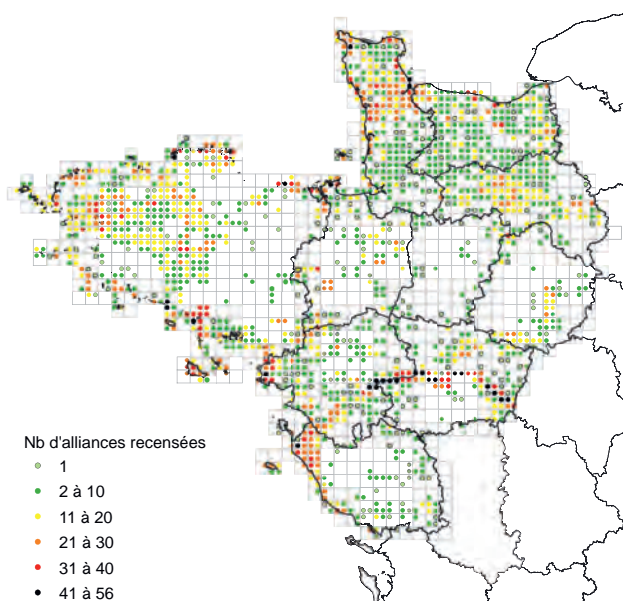 Nb d'alliances recensées
1
2 à 10
11 à 20
21 à 30
31 à 40
41 à 56